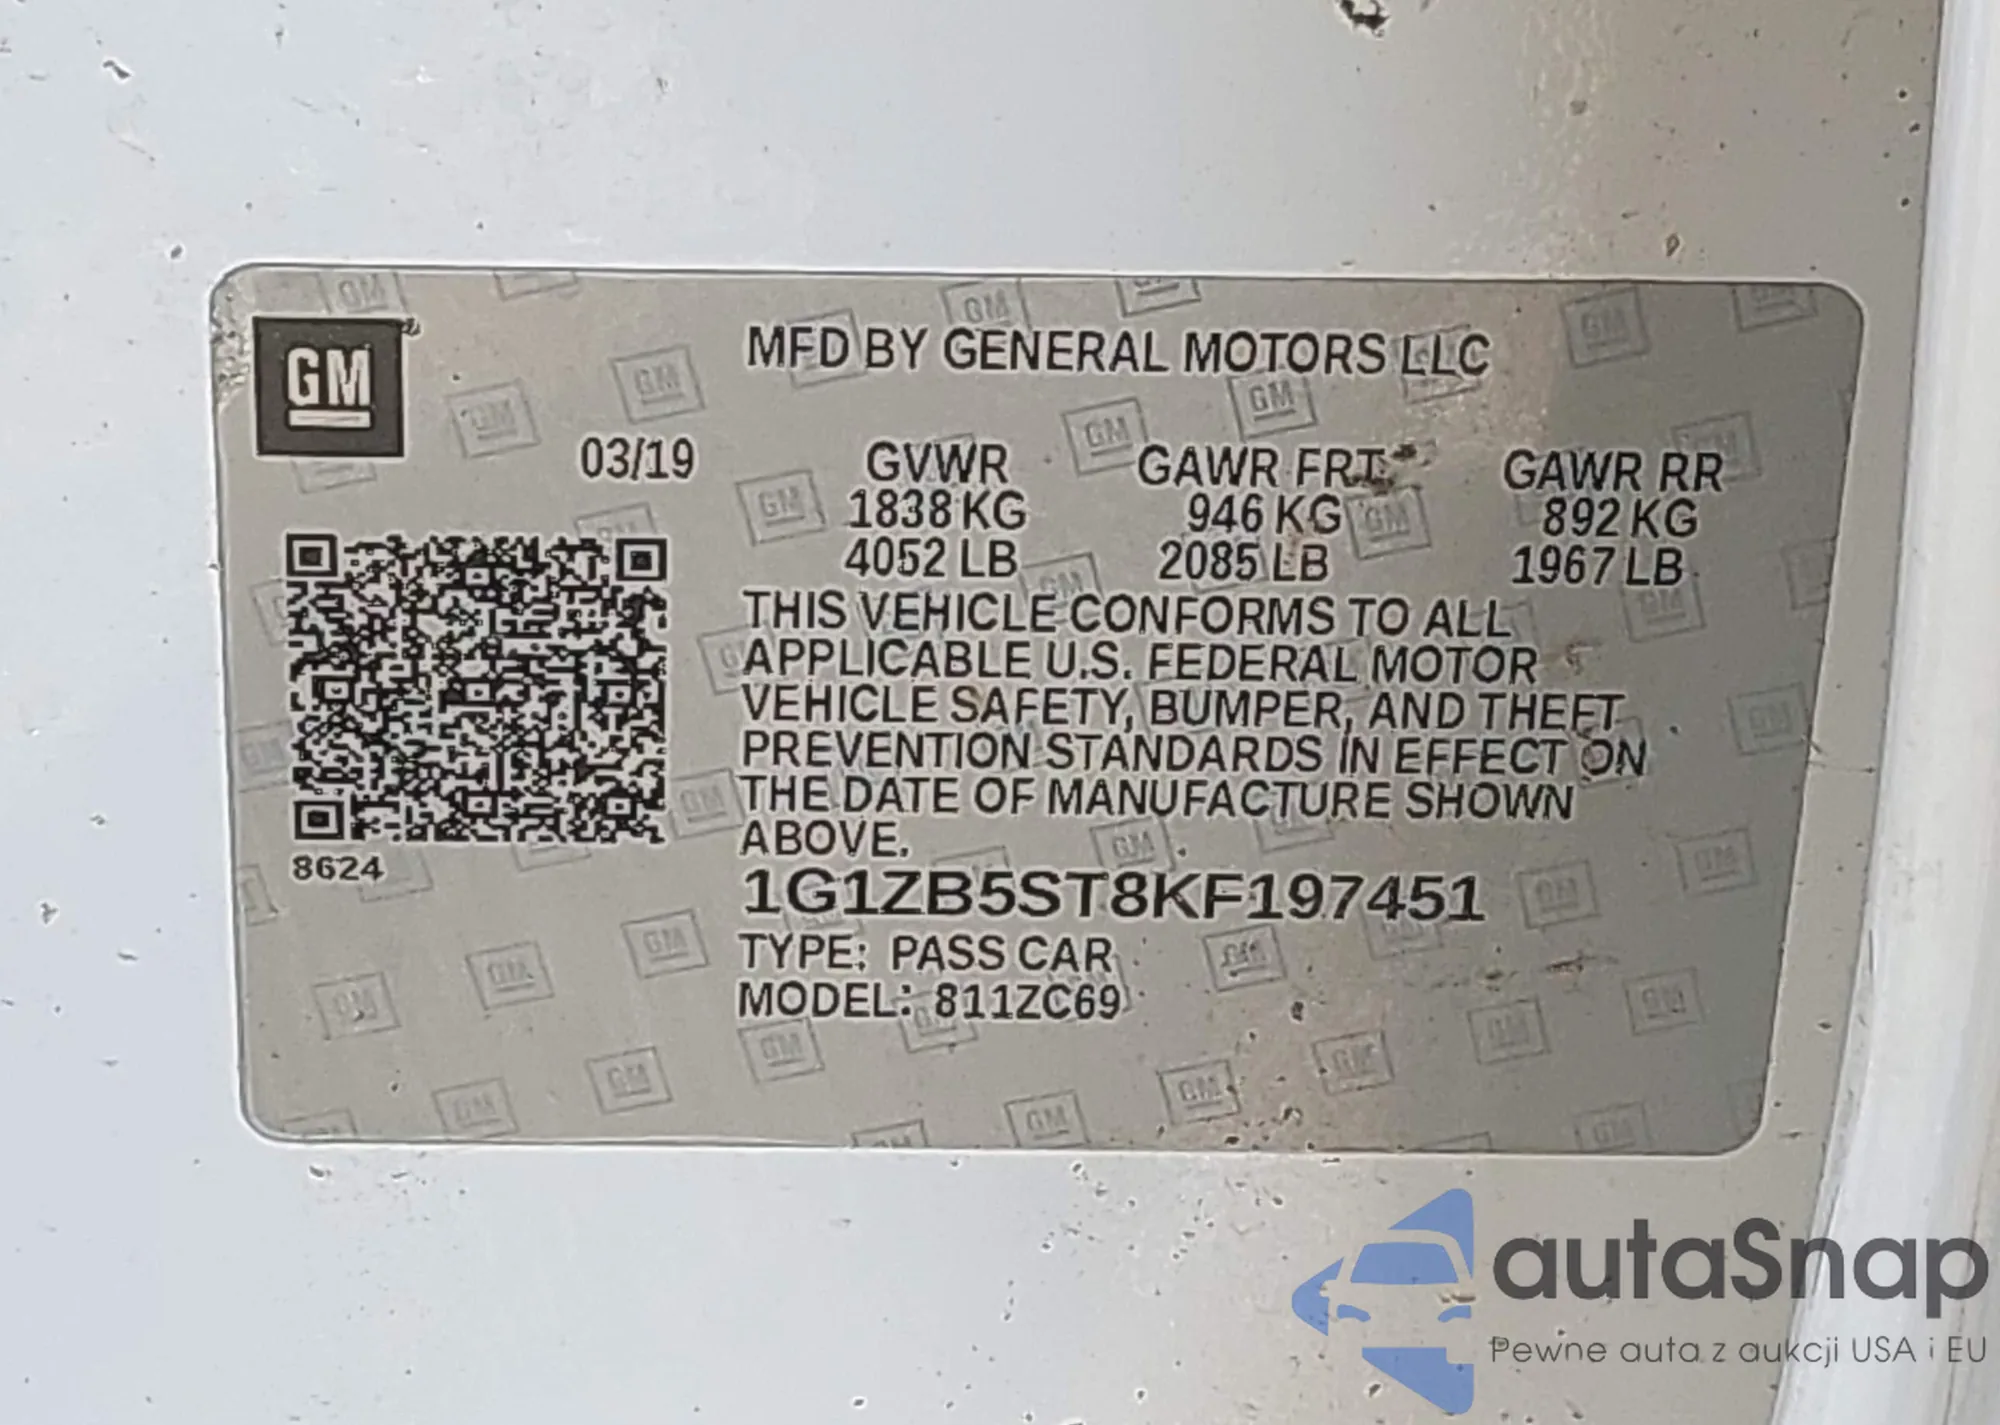 GM
MFD BY GENERAL MOTORS LLC
03/19 GVWR GAWR FRT GAWR RR
1838 KG 946 KG 892 KG
4052 LB 2085 LB 1967 LB
THIS VEHICLE CONFORMS TO ALL
APPLICABLE U.S. FEDERAL MOTOR
VEHICLE SAFETY, BUMPER, AND THEFT
PREVENTION STANDARDS IN EFFECT ON
THE DATE OF MANUFACTURE SHOWN
ABOVE.
8624
1G1ZB5ST8KF197451
TYPE: PASS CAR
MODEL: 811ZC69
autaSnap
Pewne auta z aukcji USA i EU